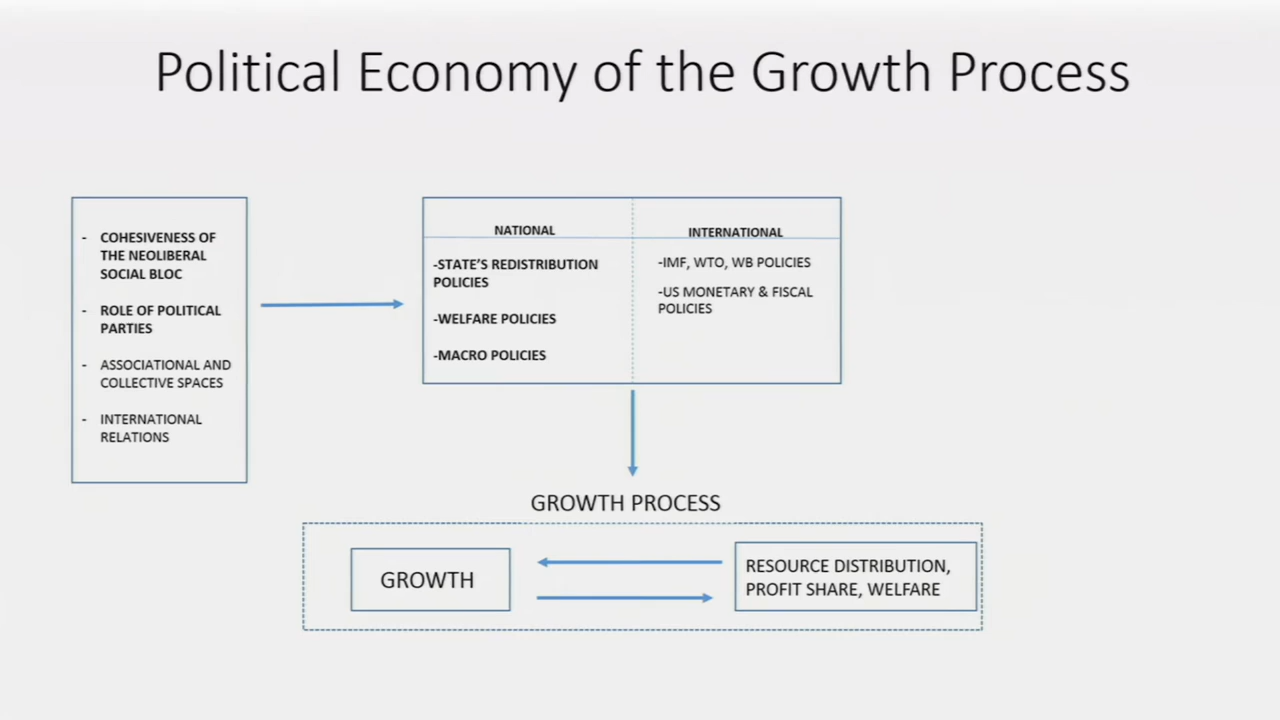 Political Economy of the Growth Process
- COHESIVENESS OF
THE NEOLIBERAL
SOCIAL BLOC
- ROLE OF POLITICAL
PARTIES
- ASSOCIATIONAL AND
COLLECTIVE SPACES
- INTERNATIONAL
RELATIONS
NATIONAL
-STATE'S REDISTRIBUTION
POLICIES
-WELFARE POLICIES
-MACRO POLICIES
INTERNATIONAL
-IMF, WTO, WB POLICIES
-US MONETARY & FISCAL
POLICIES
GROWTH PROCESS
GROWTH
RESOURCE DISTRIBUTION,
PROFIT SHARE, WELFARE